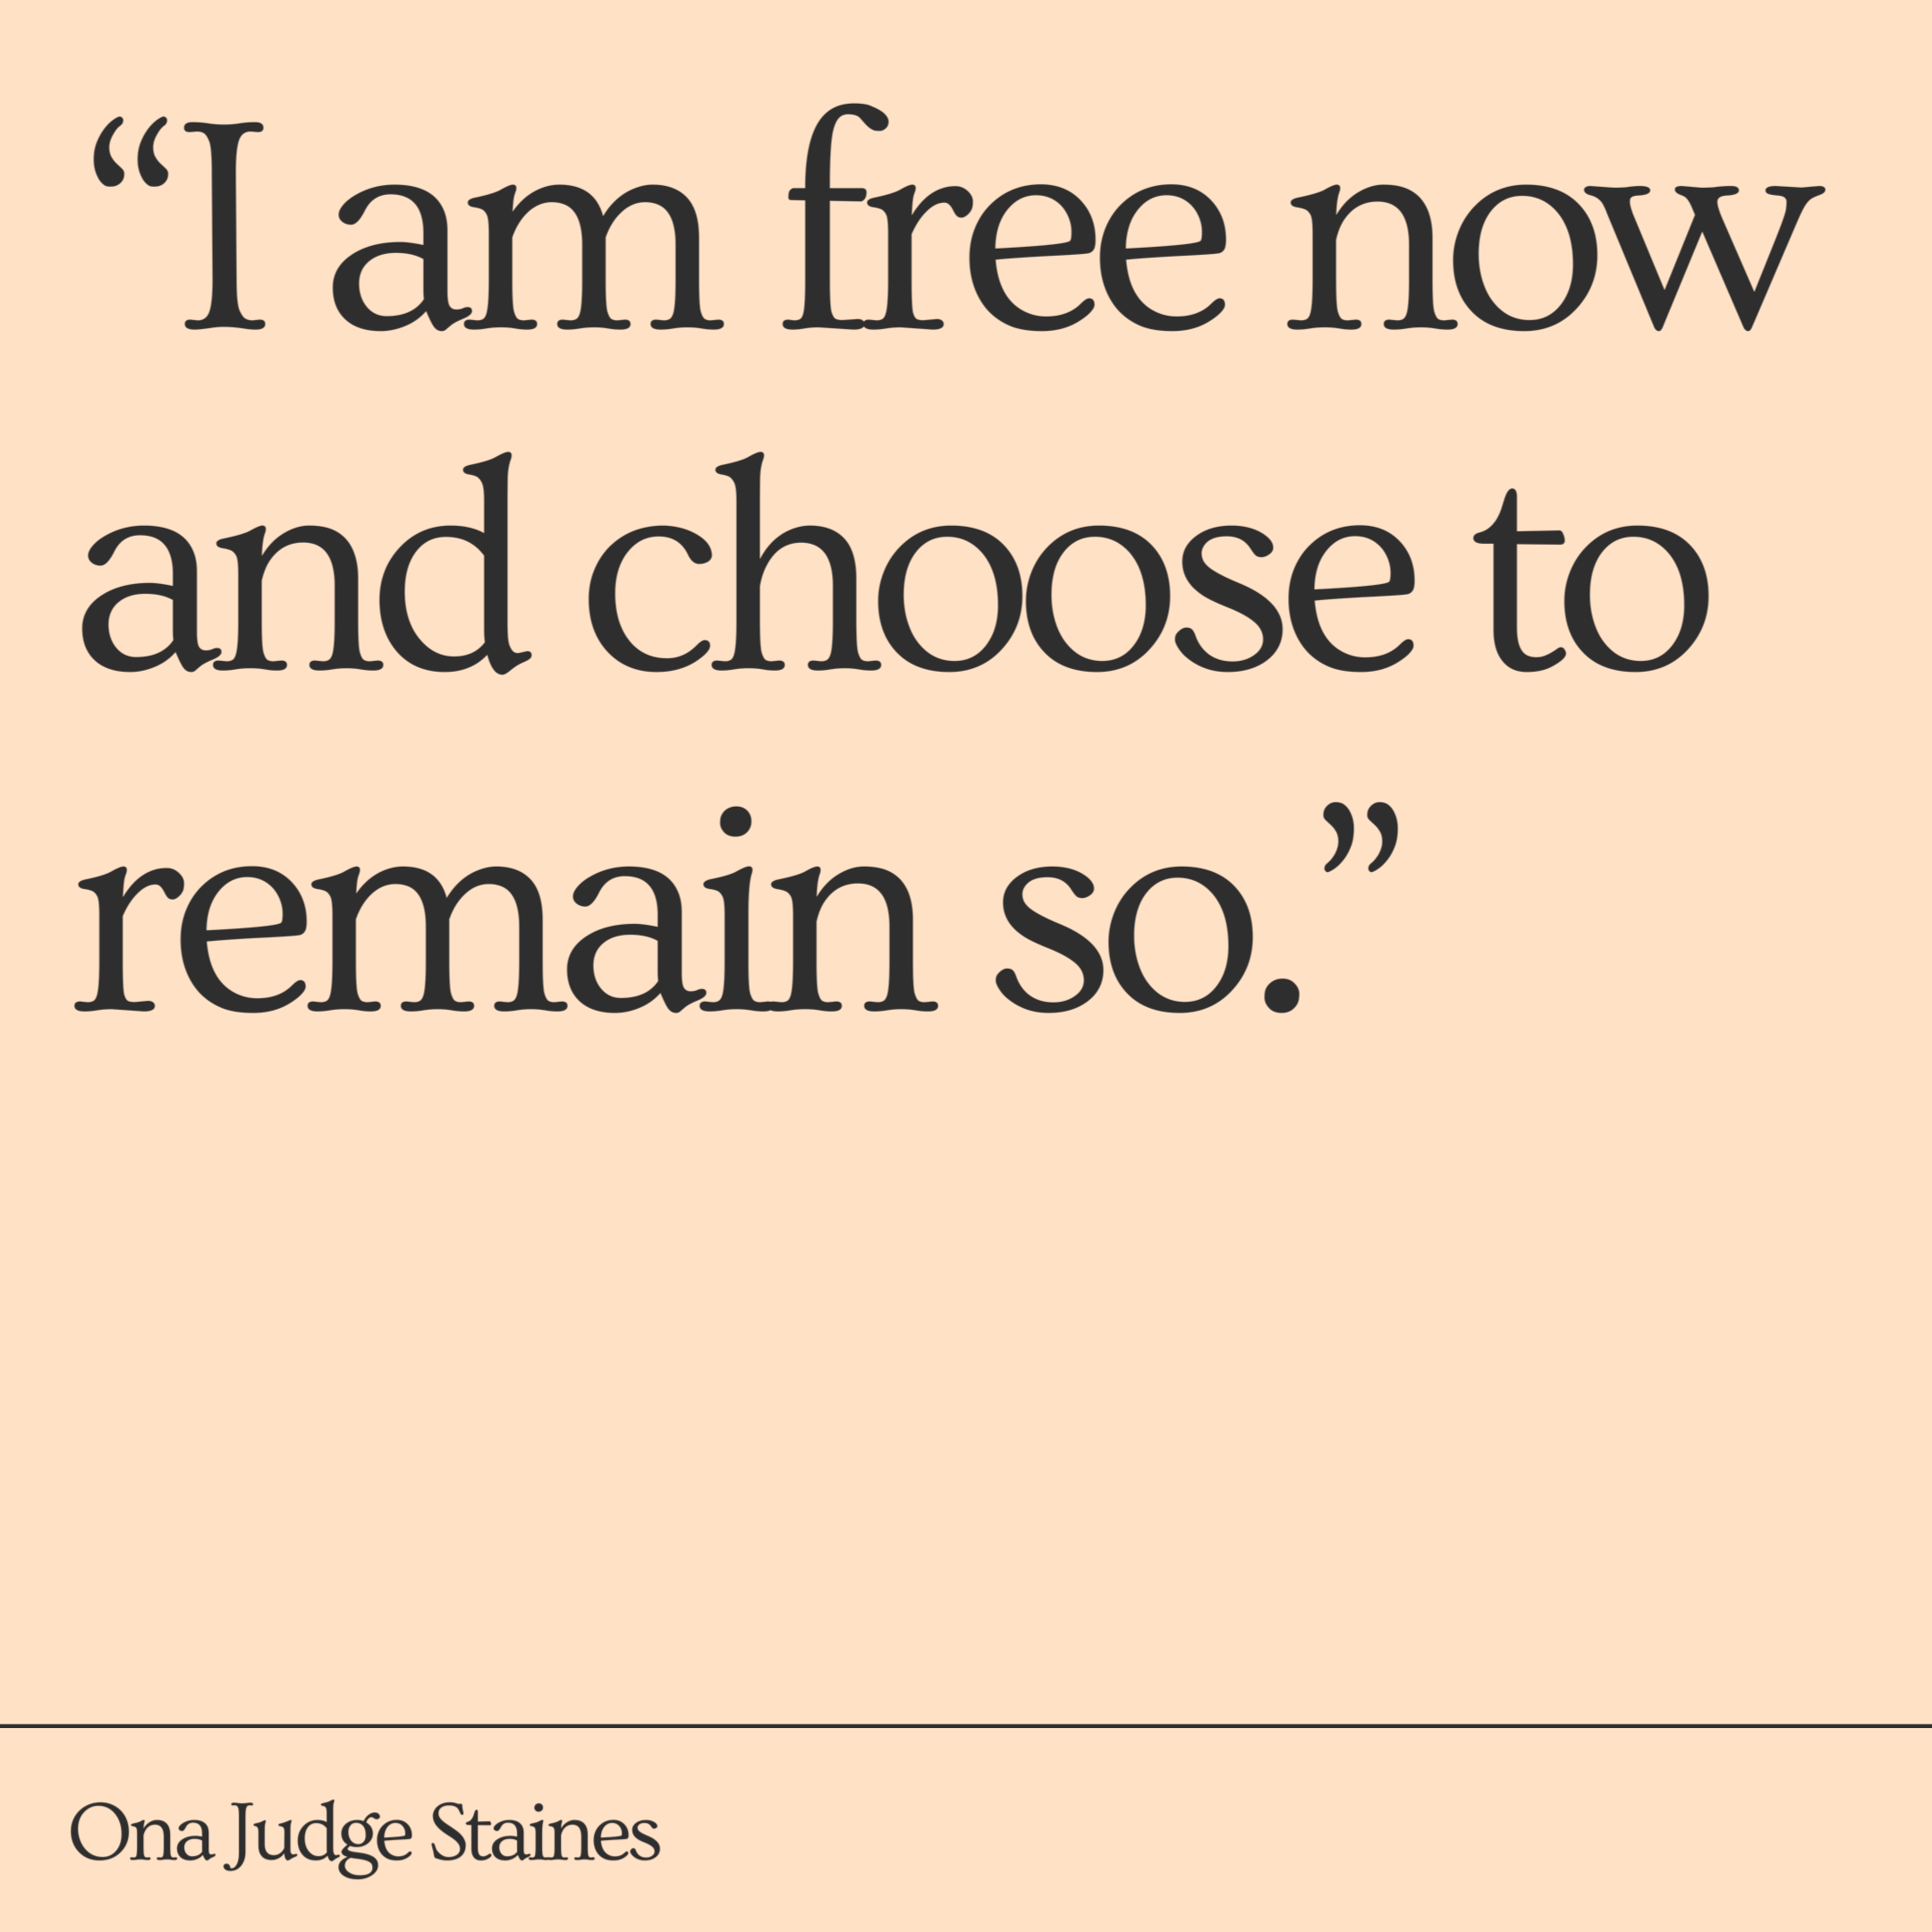 “I am free now
and choose to
remain so.”
Ona Judge Staines